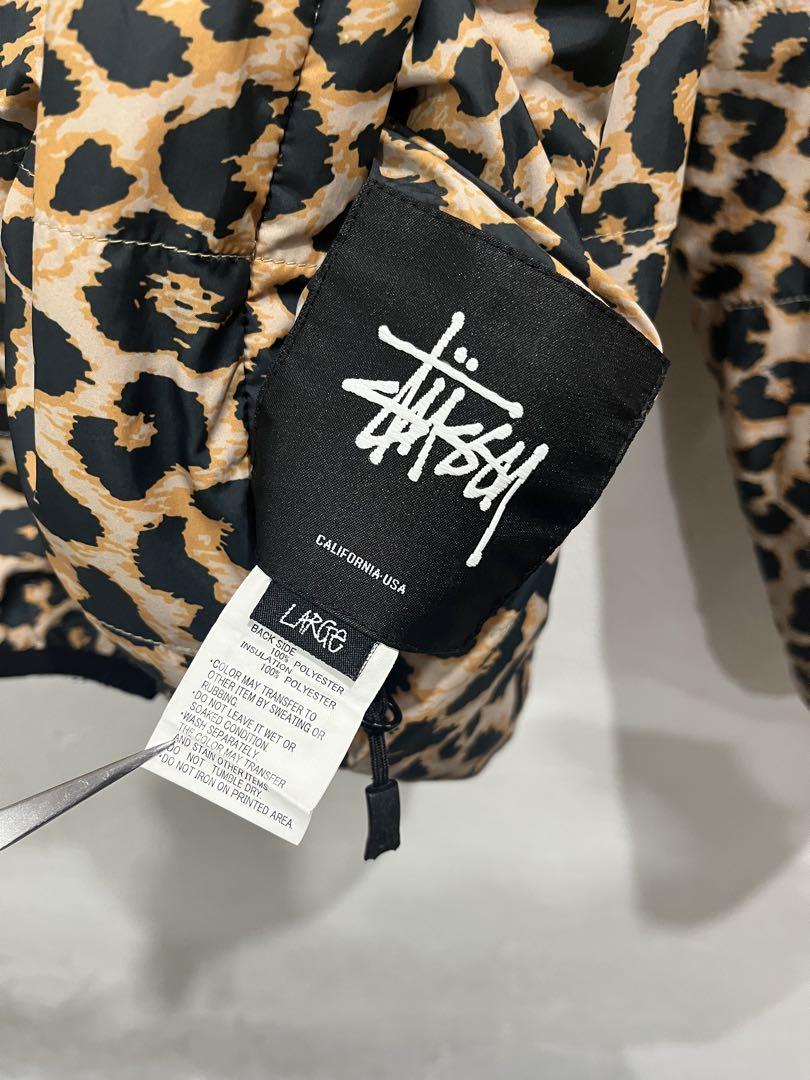 STÜSSY
CALIFORNIA·USA
LARGE
BACK SIDE
100% POLYESTER
INSULATION
100% POLYESTER
·COLOR MAY TRANSFER TO
OTHER ITEM BY SWEATING OR
RUBBING.
·DO NOT LEAVE IT WET OR
SOAKED CONDITION.
·WASH SEPARATELY.
THE COLOR MAY TRANSFER
AND STAIN OTHER ITEMS.
·DO NOT TUMBLE DRY.
·DO NOT IRON ON PRINTED AREA.